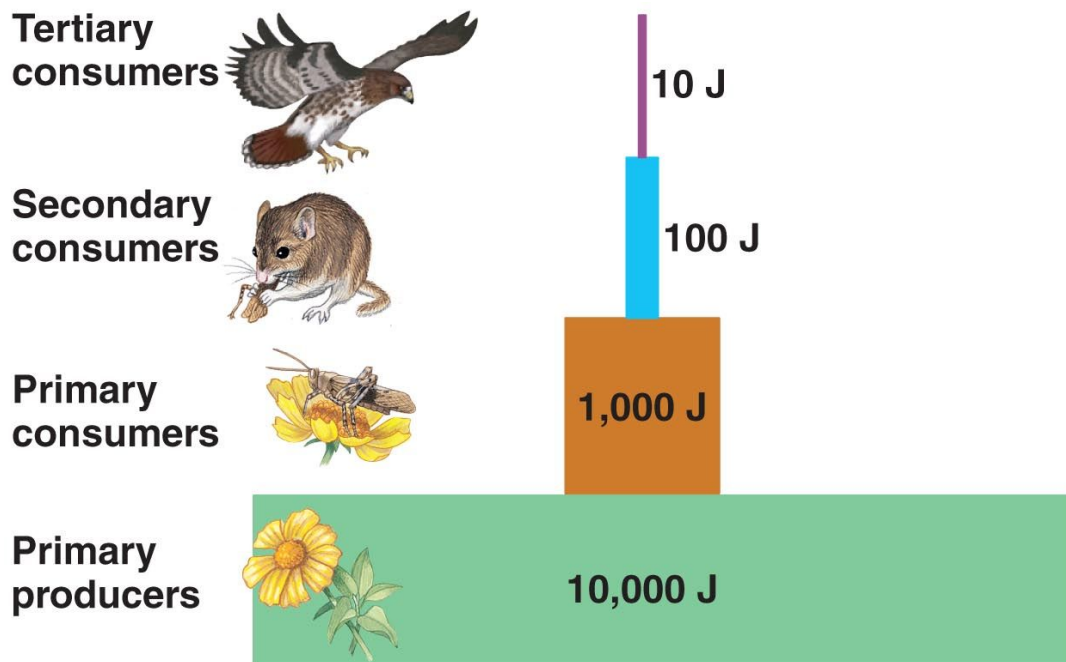 Tertiary
consumers
10 J
Secondary
consumers
100 J
Primary
consumers
1,000 J
Primary
producers
10,000 J